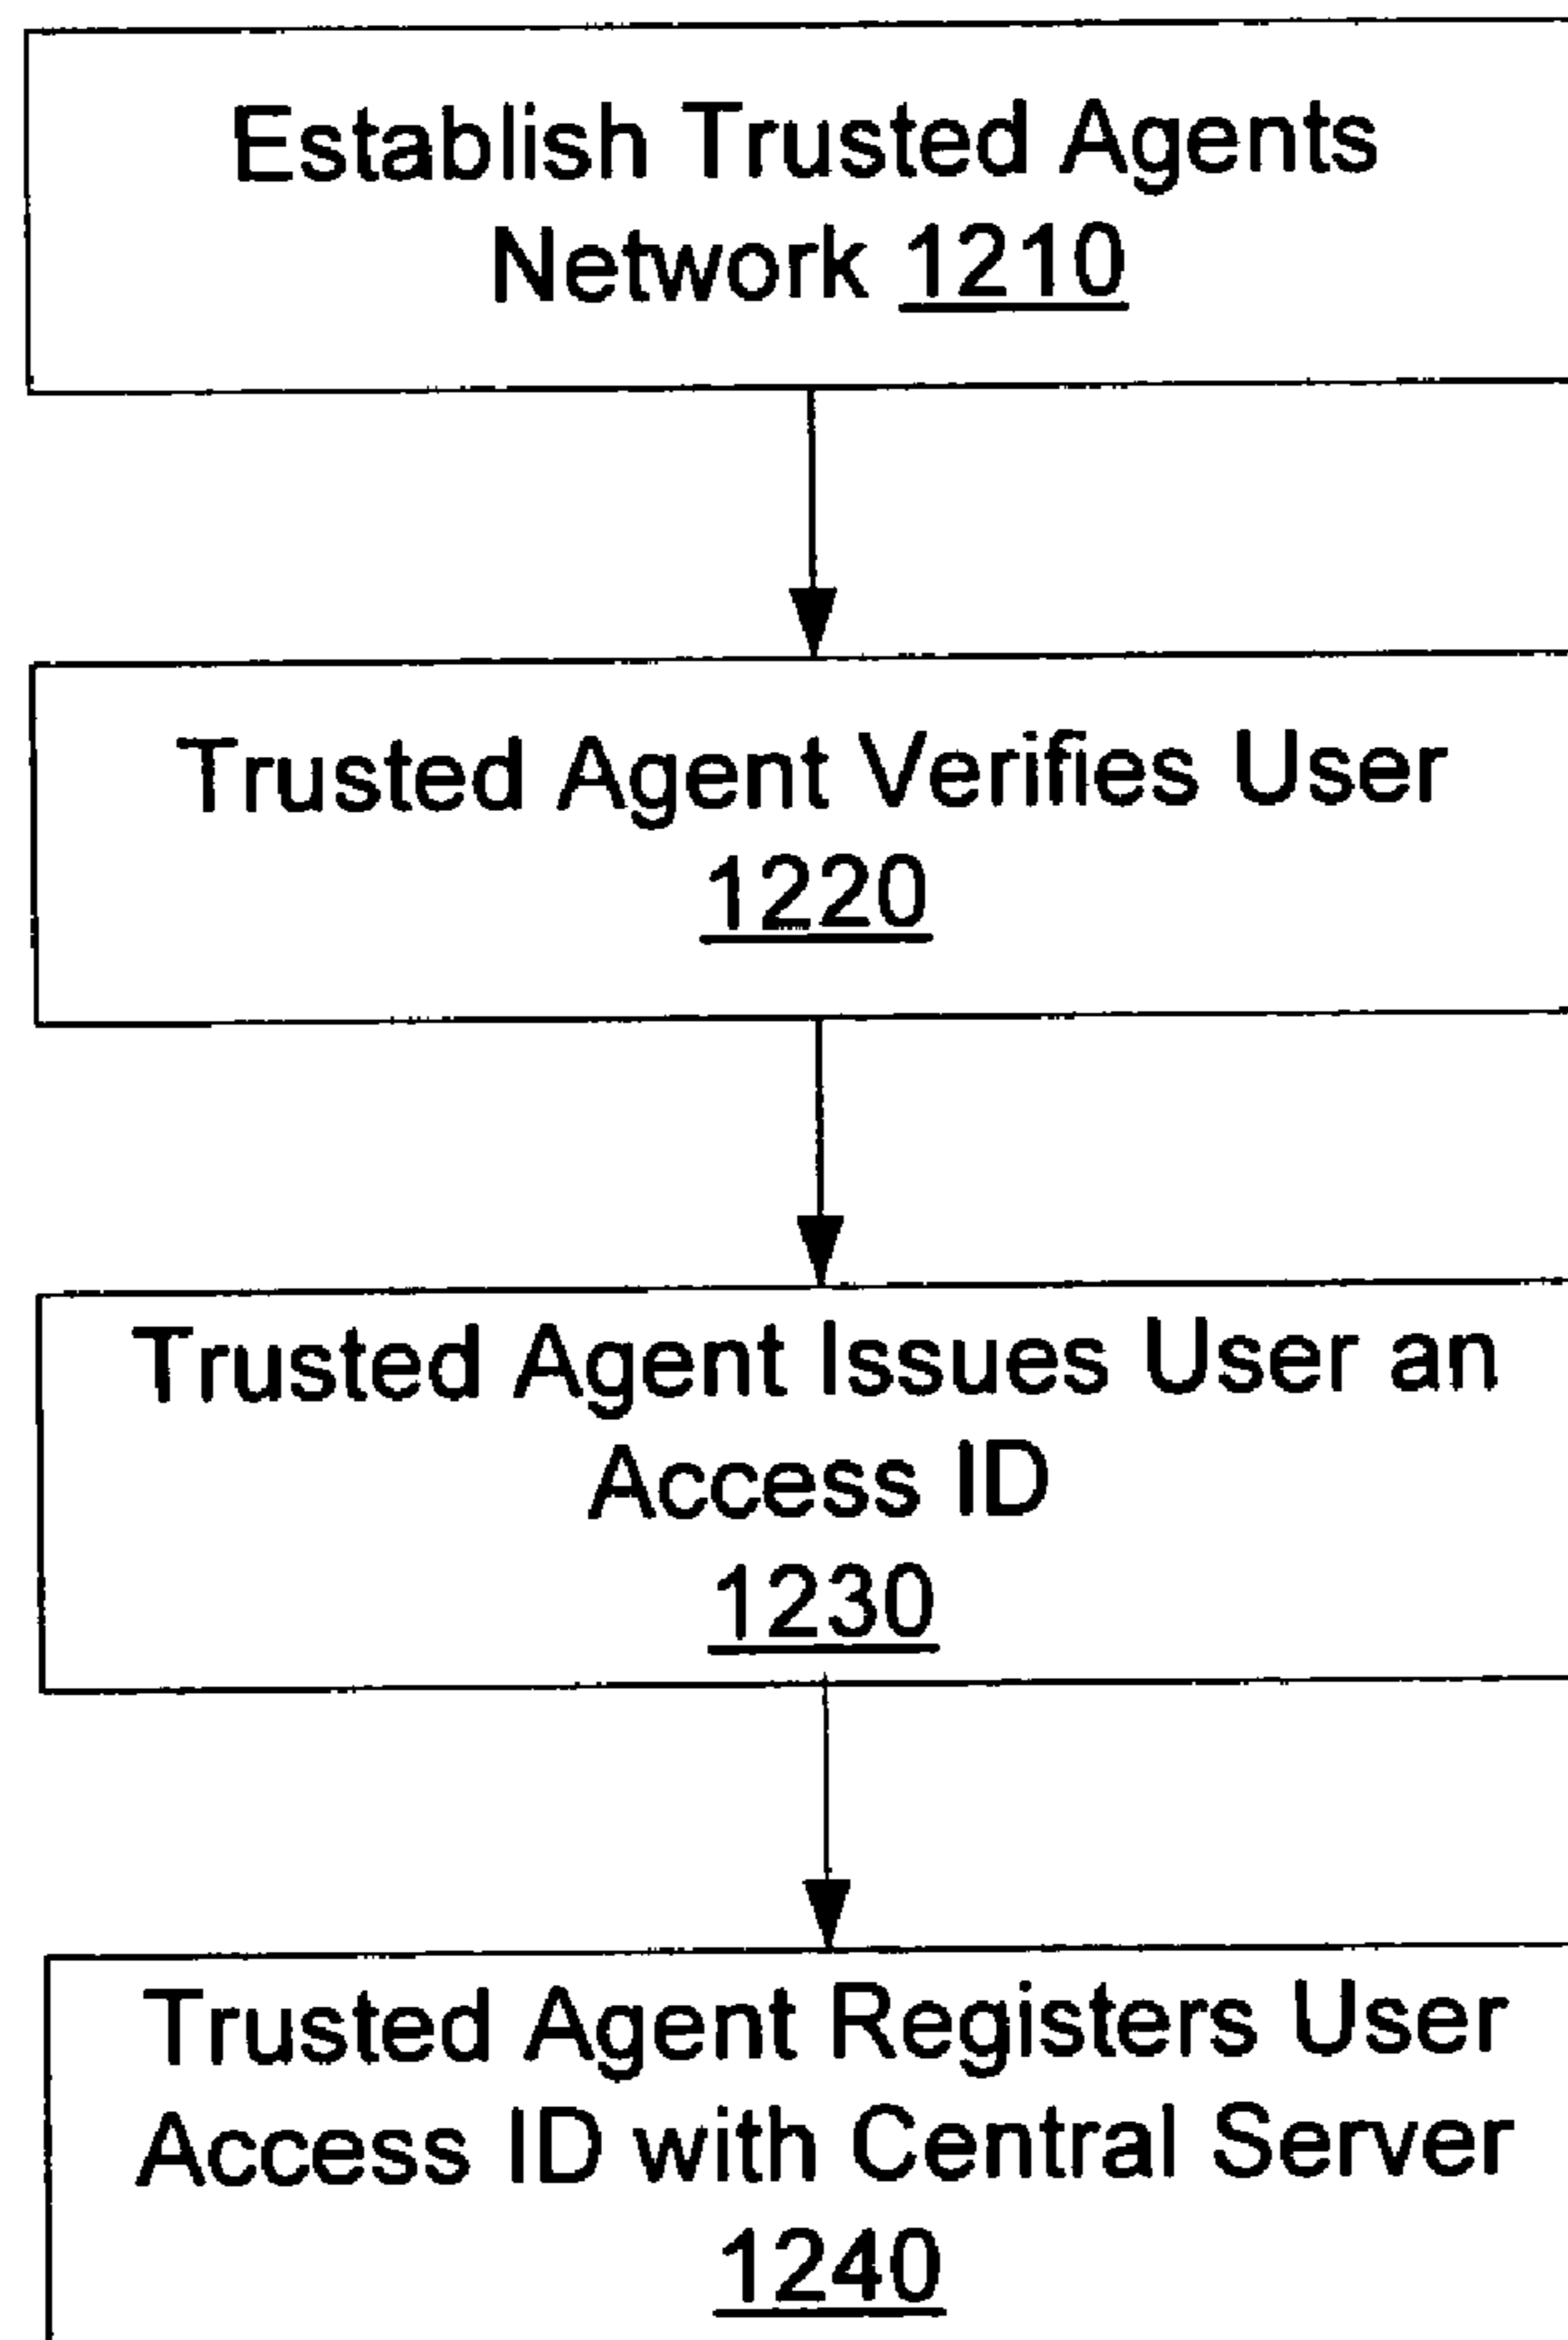 Establish Trusted Agents
Network 1210
Trusted Agent Verifies User
1220
Trusted Agent Issues User an
Access ID
1230
Trusted Agent Registers User
Access ID with Central Server
1240